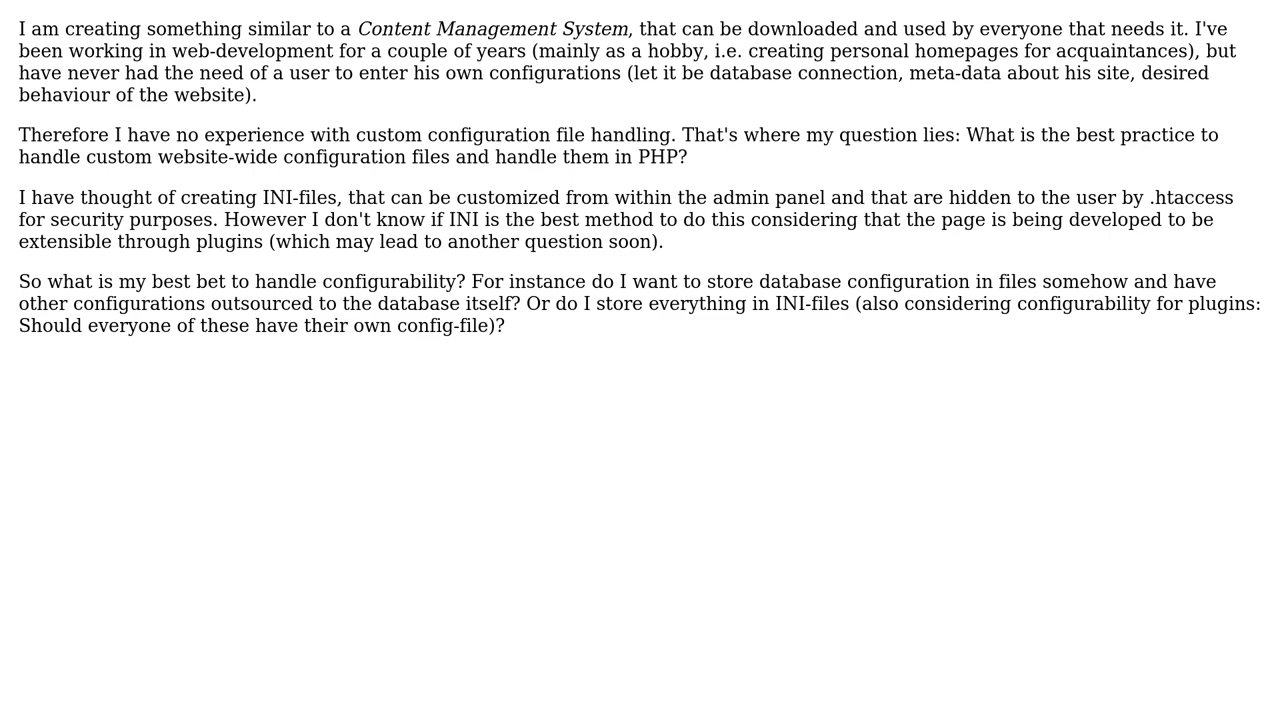 I am creating something similar to a Content Management System, that can be downloaded and used by everyone that needs it. I've
been working in web-development for a couple of years (mainly as a hobby, i.e. creating personal homepages for acquaintances), but
have never had the need of a user to enter his own configurations (let it be database connection, meta-data about his site, desired
behaviour of the website).
Therefore I have no experience with custom configuration file handling. That's where my question lies: What is the best practice to
handle custom website-wide configuration files and handle them in PHP?
I have thought of creating INI-files, that can be customized from within the admin panel and that are hidden to the user by .htaccess
for security purposes. However I don't know if INI is the best method to do this considering that the page is being developed to be
extensible through plugins (which may lead to another question soon).
So what is my best bet to handle configurability? For instance do I want to store database configuration in files somehow and have
other configurations outsourced to the database itself? Or do I store everything in INI-files (also considering configurability for plugins:
Should everyone of these have their own config-file)?